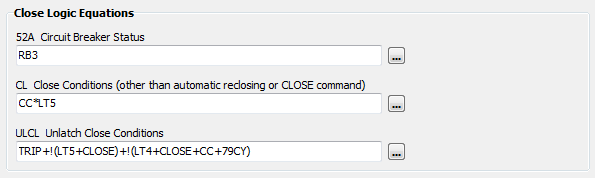 Close Logic Equations
52A Circuit Breaker Status
RB3
...
CL Close Conditions (other than automatic reclosing or CLOSE command)
CC*LT5
...
ULCL Unlatch Close Conditions
TRIP+!(LT5+CLOSE)+!(LT4+CLOSE+CC+79CY)
...